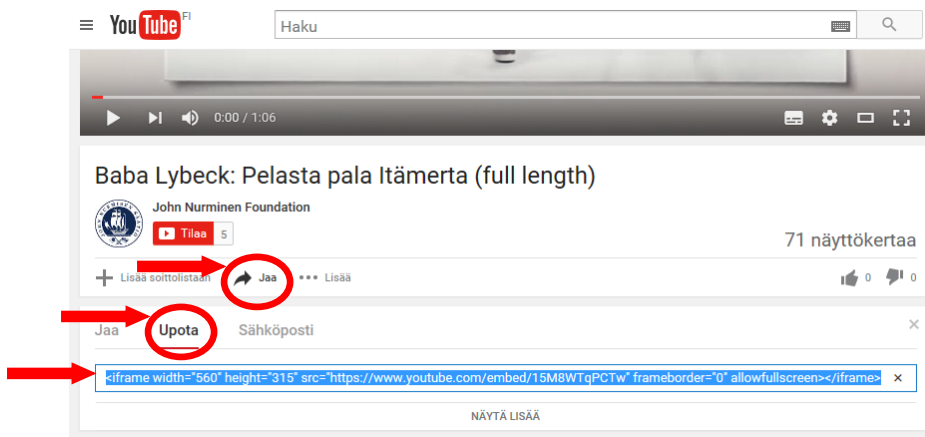 YouTube FI
Haku
0:00 / 1:06
Baba Lybeck: Pelasta pala Itämerta (full length)
John Nurminen Foundation
Tilaa 5
71 näyttökertaa
Lisää soittolistaan Jaa Lisää 0 0
Jaa Upota Sähköposti
<iframe width="560" height="315" src="https://www.youtube.com/embed/15M8WTqPCTw" frameborder="0" allowfullscreen></iframe>
NÄYTÄ LISÄÄ